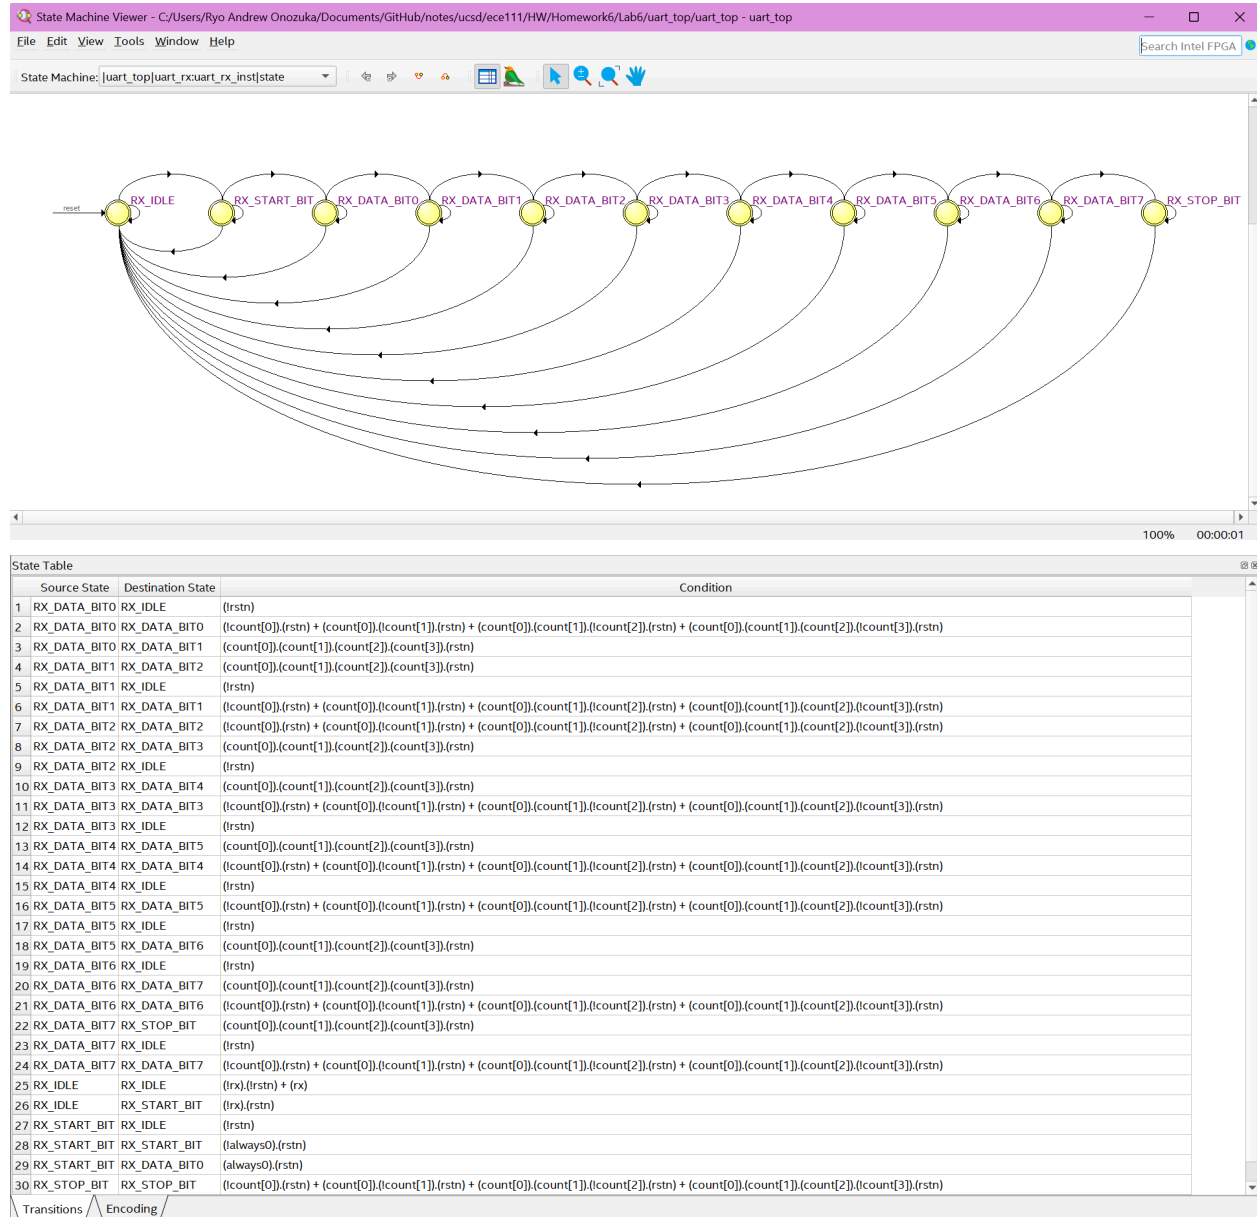 State Machine Viewer - C:/Users/Ryo Andrew Onozuka/Documents/GitHub/notes/ucsd/ece111/HW/Homework6/Lab6/uart_top/uart_top - uart_top
File Edit View Tools Window Help
Search Intel FPGA
State Machine: |uart_top|uart_rx:uart_rx_inst|state
reset
RX_IDLE RX_START_BIT RX_DATA_BIT0 RX_DATA_BIT1 RX_DATA_BIT2 RX_DATA_BIT3 RX_DATA_BIT4 RX_DATA_BIT5 RX_DATA_BIT6 RX_DATA_BIT7 RX_STOP_BIT
100% 00:00:01
State Table
Source State Destination State Condition
1 RX_DATA_BIT0 RX_IDLE (!rstn)
2 RX_DATA_BIT0 RX_DATA_BIT0 (!count[0]).(rstn) + (count[0]).(!count[1]).(rstn) + (count[0]).(count[1]).(!count[2]).(rstn) + (count[0]).(count[1]).(count[2]).(!count[3]).(rstn)
3 RX_DATA_BIT0 RX_DATA_BIT1 (count[0]).(count[1]).(count[2]).(count[3]).(rstn)
4 RX_DATA_BIT1 RX_DATA_BIT2 (count[0]).(count[1]).(count[2]).(count[3]).(rstn)
5 RX_DATA_BIT1 RX_IDLE (!rstn)
6 RX_DATA_BIT1 RX_DATA_BIT1 (!count[0]).(rstn) + (count[0]).(!count[1]).(rstn) + (count[0]).(count[1]).(!count[2]).(rstn) + (count[0]).(count[1]).(count[2]).(!count[3]).(rstn)
7 RX_DATA_BIT2 RX_DATA_BIT2 (!count[0]).(rstn) + (count[0]).(!count[1]).(rstn) + (count[0]).(count[1]).(!count[2]).(rstn) + (count[0]).(count[1]).(count[2]).(!count[3]).(rstn)
8 RX_DATA_BIT2 RX_DATA_BIT3 (count[0]).(count[1]).(count[2]).(count[3]).(rstn)
9 RX_DATA_BIT2 RX_IDLE (!rstn)
10 RX_DATA_BIT3 RX_DATA_BIT4 (count[0]).(count[1]).(count[2]).(count[3]).(rstn)
11 RX_DATA_BIT3 RX_DATA_BIT3 (!count[0]).(rstn) + (count[0]).(!count[1]).(rstn) + (count[0]).(count[1]).(!count[2]).(rstn) + (count[0]).(count[1]).(count[2]).(!count[3]).(rstn)
12 RX_DATA_BIT3 RX_IDLE (!rstn)
13 RX_DATA_BIT4 RX_DATA_BIT5 (count[0]).(count[1]).(count[2]).(count[3]).(rstn)
14 RX_DATA_BIT4 RX_DATA_BIT4 (!count[0]).(rstn) + (count[0]).(!count[1]).(rstn) + (count[0]).(count[1]).(!count[2]).(rstn) + (count[0]).(count[1]).(count[2]).(!count[3]).(rstn)
15 RX_DATA_BIT4 RX_IDLE (!rstn)
16 RX_DATA_BIT5 RX_DATA_BIT5 (!count[0]).(rstn) + (count[0]).(!count[1]).(rstn) + (count[0]).(count[1]).(!count[2]).(rstn) + (count[0]).(count[1]).(count[2]).(!count[3]).(rstn)
17 RX_DATA_BIT5 RX_IDLE (!rstn)
18 RX_DATA_BIT5 RX_DATA_BIT6 (count[0]).(count[1]).(count[2]).(count[3]).(rstn)
19 RX_DATA_BIT6 RX_IDLE (!rstn)
20 RX_DATA_BIT6 RX_DATA_BIT7 (count[0]).(count[1]).(count[2]).(count[3]).(rstn)
21 RX_DATA_BIT6 RX_DATA_BIT6 (!count[0]).(rstn) + (count[0]).(!count[1]).(rstn) + (count[0]).(count[1]).(!count[2]).(rstn) + (count[0]).(count[1]).(count[2]).(!count[3]).(rstn)
22 RX_DATA_BIT7 RX_STOP_BIT (count[0]).(count[1]).(count[2]).(count[3]).(rstn)
23 RX_DATA_BIT7 RX_IDLE (!rstn)
24 RX_DATA_BIT7 RX_DATA_BIT7 (!count[0]).(rstn) + (count[0]).(!count[1]).(rstn) + (count[0]).(count[1]).(!count[2]).(rstn) + (count[0]).(count[1]).(count[2]).(!count[3]).(rstn)
25 RX_IDLE RX_IDLE (!rx).(!rstn) + (rx)
26 RX_IDLE RX_START_BIT (!rx).(rstn)
27 RX_START_BIT RX_IDLE (!rstn)
28 RX_START_BIT RX_START_BIT (!always0).(rstn)
29 RX_START_BIT RX_DATA_BIT0 (always0).(rstn)
30 RX_STOP_BIT RX_STOP_BIT (!count[0]).(rstn) + (count[0]).(!count[1]).(rstn) + (count[0]).(count[1]).(!count[2]).(rstn) + (count[0]).(count[1]).(count[2]).(!count[3]).(rstn)
Transitions Encoding